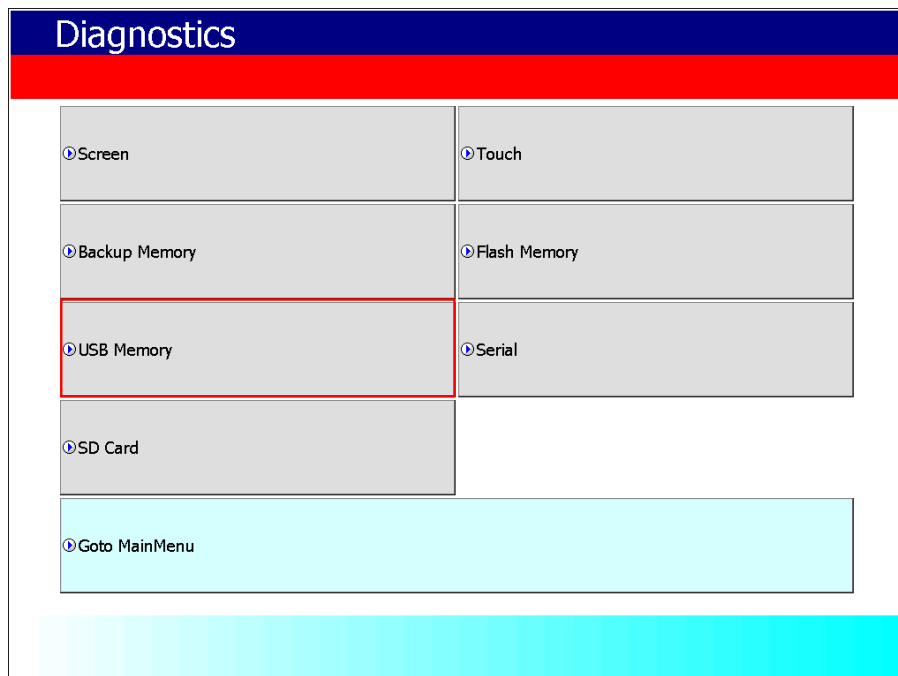 Diagnostics
Screen
Touch
Backup Memory
Flash Memory
USB Memory
Serial
SD Card
Goto MainMenu